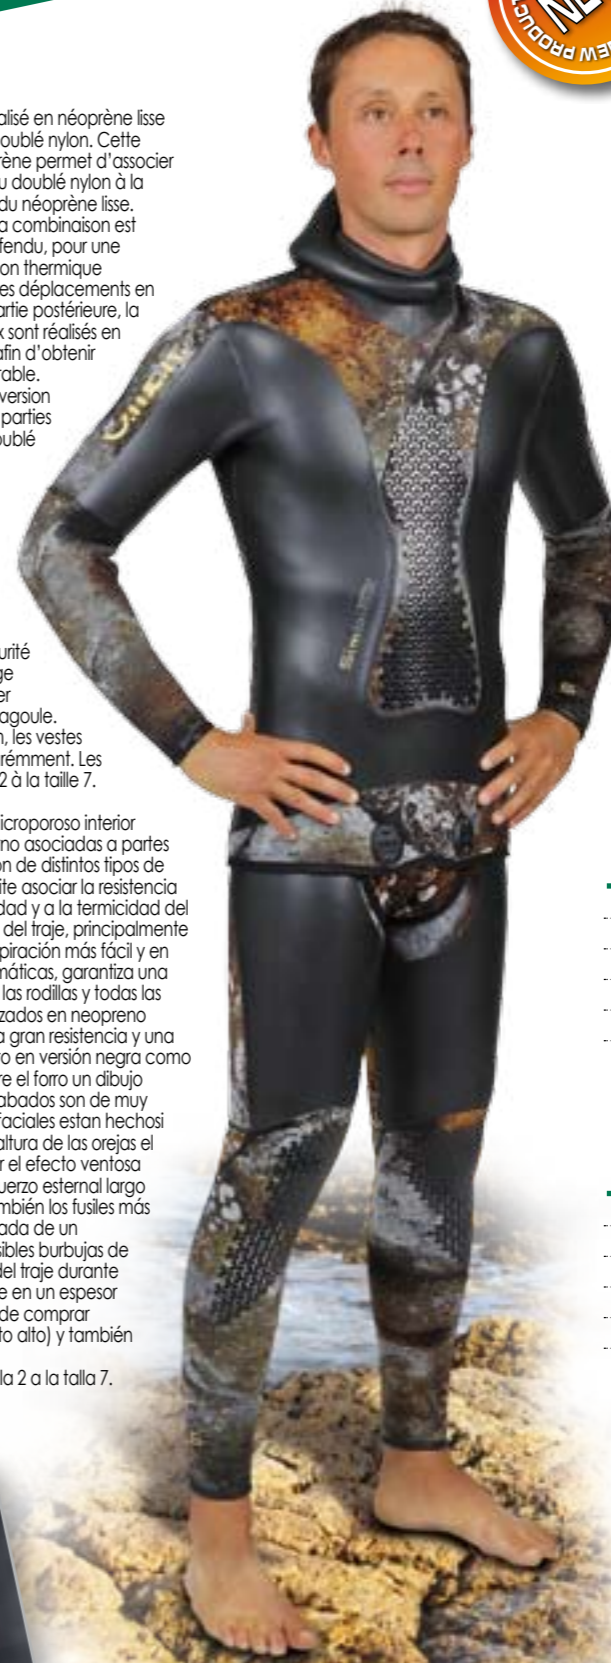 NEW PRODUCT
alisé en néoprène lisse
oublé nylon. Cette
rène permet d'associer
u doublé nylon à la
du néoprène lisse.
a combinaison est
fendu, pour une
on thermique
es déplacements en
artie postérieure, la
x sont réalisés en
afin d'obtenir
rable.
version
parties
oublé
urité
ge
er
agoule.
n, les vestes
rémment. Les
2 à la taille 7.
icroporoso interior
no asociadas a partes
ón de distintos tipos de
ite asociar la resistencia
dad y a la termicidad del
del traje, principalmente
piración más fácil y en
máticas, garantiza una
las rodillas y todas las
zados en neopreno
a gran resistencia y una
o en versión negra como
re el forro un dibujo
abados son de muy
faciales estan hechosi
altura de las orejas el
r el efecto ventosa
uerzo esternal largo
mbién los fusiles más
ada de un
sibles burbujas de
del traje durante
e en un espesor
de comprar
to alto) y también
la 2 a la talla 7.